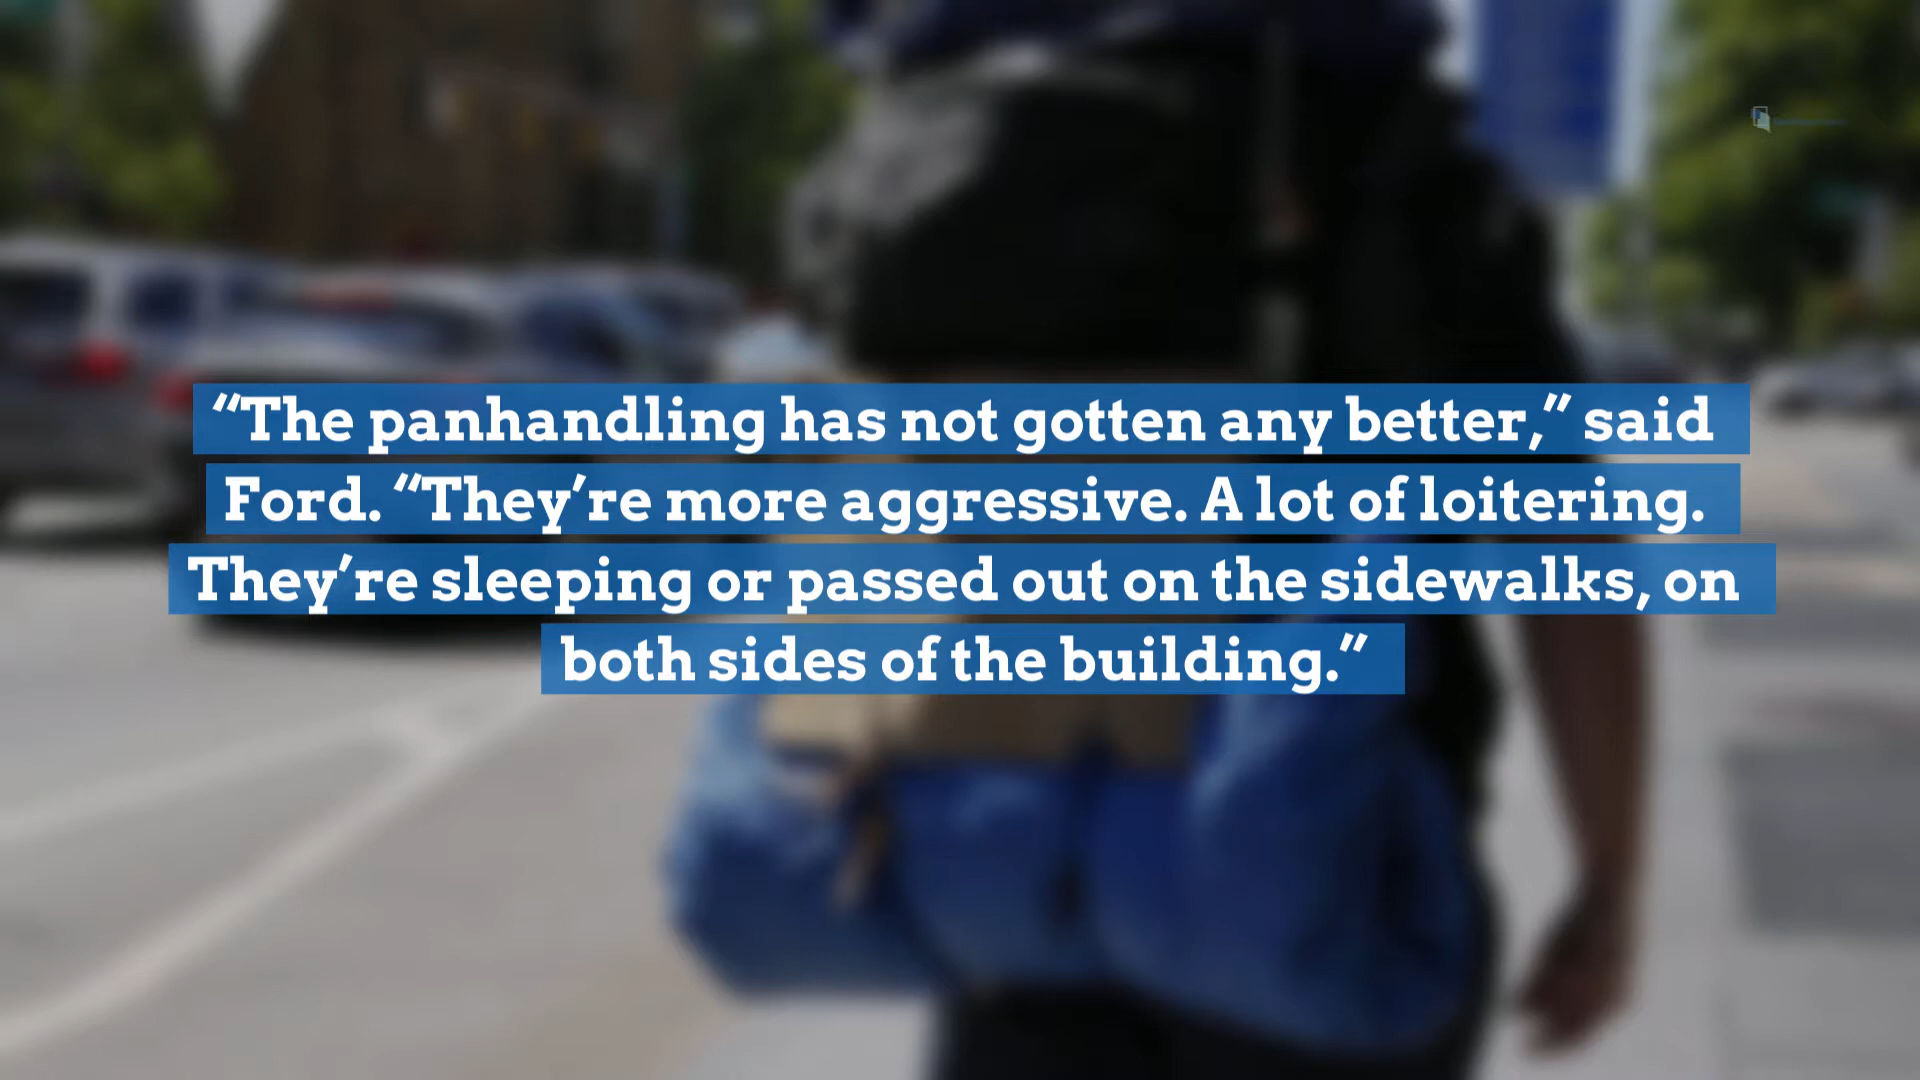 “The panhandling has not gotten any better,” said
Ford. “They’re more aggressive. A lot of loitering.
They’re sleeping or passed out on the sidewalks, on
both sides of the building.”